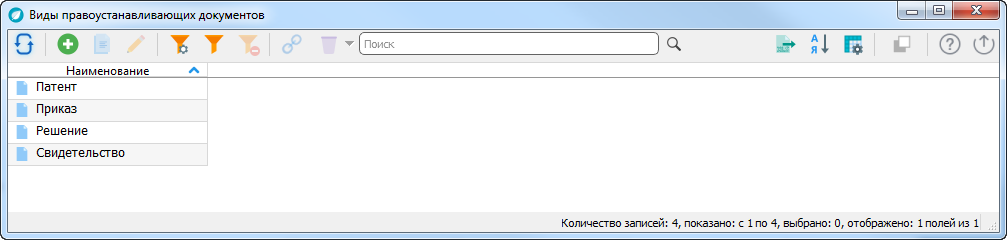 Виды правоустанавливающих документов
Поиск
А
Я
Наименование
Патент
Приказ
Решение
Свидетельство
Количество записей: 4, показано: с 1 по 4, выбрано: 0, отображено: 1 полей из 1